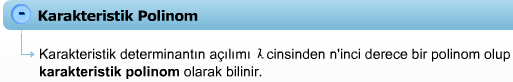 Karakteristik Polinom
Karakteristik determinantın açılımı λ cinsinden n'inci derece bir polinom olup
karakteristik polinom olarak bilinir.